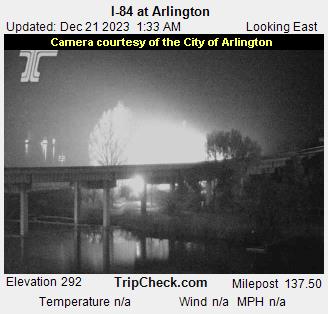 I-84 at Arlington
Updated: Dec 21 2023 1:33 AM Looking East
Camera courtesy of the City of Arlington
Elevation 292 TripCheck.com Milepost 137.50
Temperature n/a Wind n/a MPH n/a